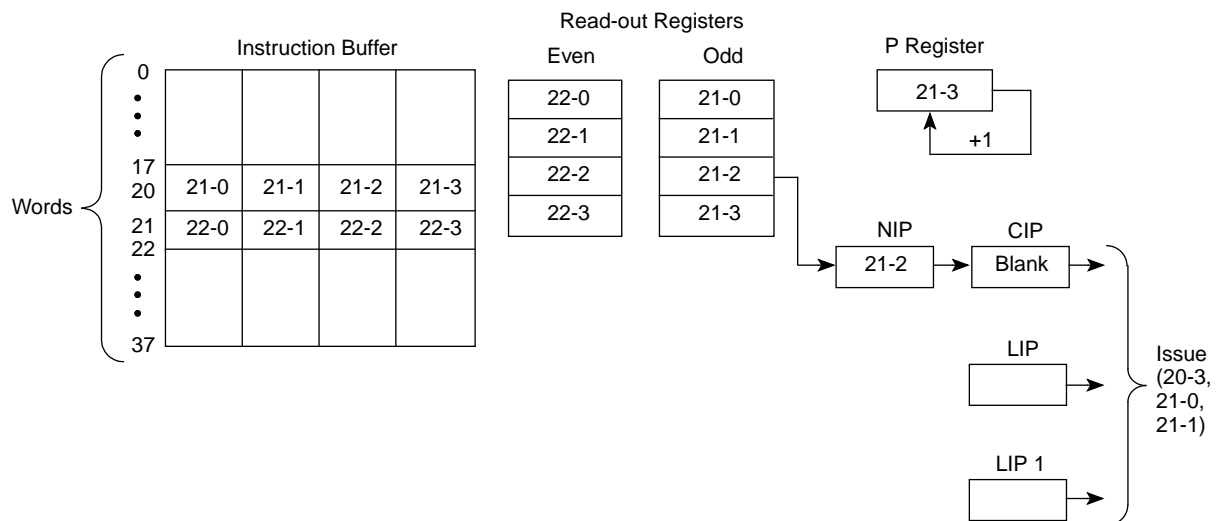 Read-out Registers
Instruction Buffer
Even
Odd
P Register
Words
0
17
20
21
22
37
21-0 21-1 21-2 21-3
22-0 22-1 22-2 22-3
22-0
22-1
22-2
22-3
21-0
21-1
21-2
21-3
21-3
+1
NIP
21-2
CIP
Blank
LIP
LIP 1
Issue
(20-3,
21-0,
21-1)